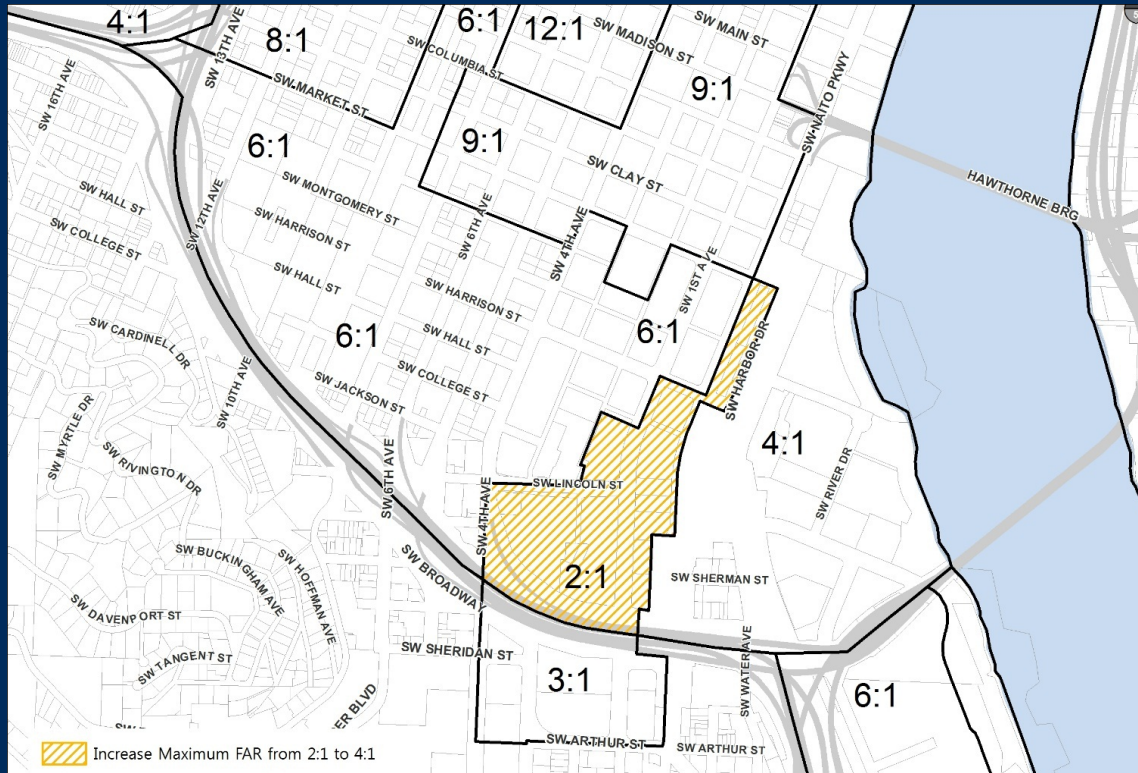 4:1
SW 13TH AVE
8:1
6:1
12:1
SW MAIN ST
SW MADISON ST
SW COLUMBIA ST
9:1
SW NAITO PKWY
SW 16TH AVE
SW MARKET ST
6:1
9:1
SW CLAY ST
SW HALL ST
SW MONTGOMERY ST
HAWTHORNE BRG
SW COLLEGE ST
SW 12TH AVE
SW HARRISON ST
SW 6TH AVE
SW 4TH AVE
SW HALL ST
SW HARRISON ST
SW 1ST AVE
SW CARDINELL DR
6:1
SW HALL ST
6:1
SW HARBOR DR
SW COLLEGE ST
SW 10TH AVE
SW JACKSON ST
SW MYRTLE DR
SW RIVINGTON DR
SW 6TH AVE
4:1
SW RIVER DR
SW LINCOLN ST
SW 4TH AVE
SW BUCKINGHAM AVE
SW HOFFMAN AVE
SW BROADWAY
2:1
SW SHERMAN ST
SW DAVENPORT ST
SW TANGENT ST
SW SHERIDAN ST
SW WATER AVE
3:1
6:1
ER BLVD
SW ARTHUR ST
SW ARTHUR ST
Increase Maximum FAR from 2:1 to 4:1